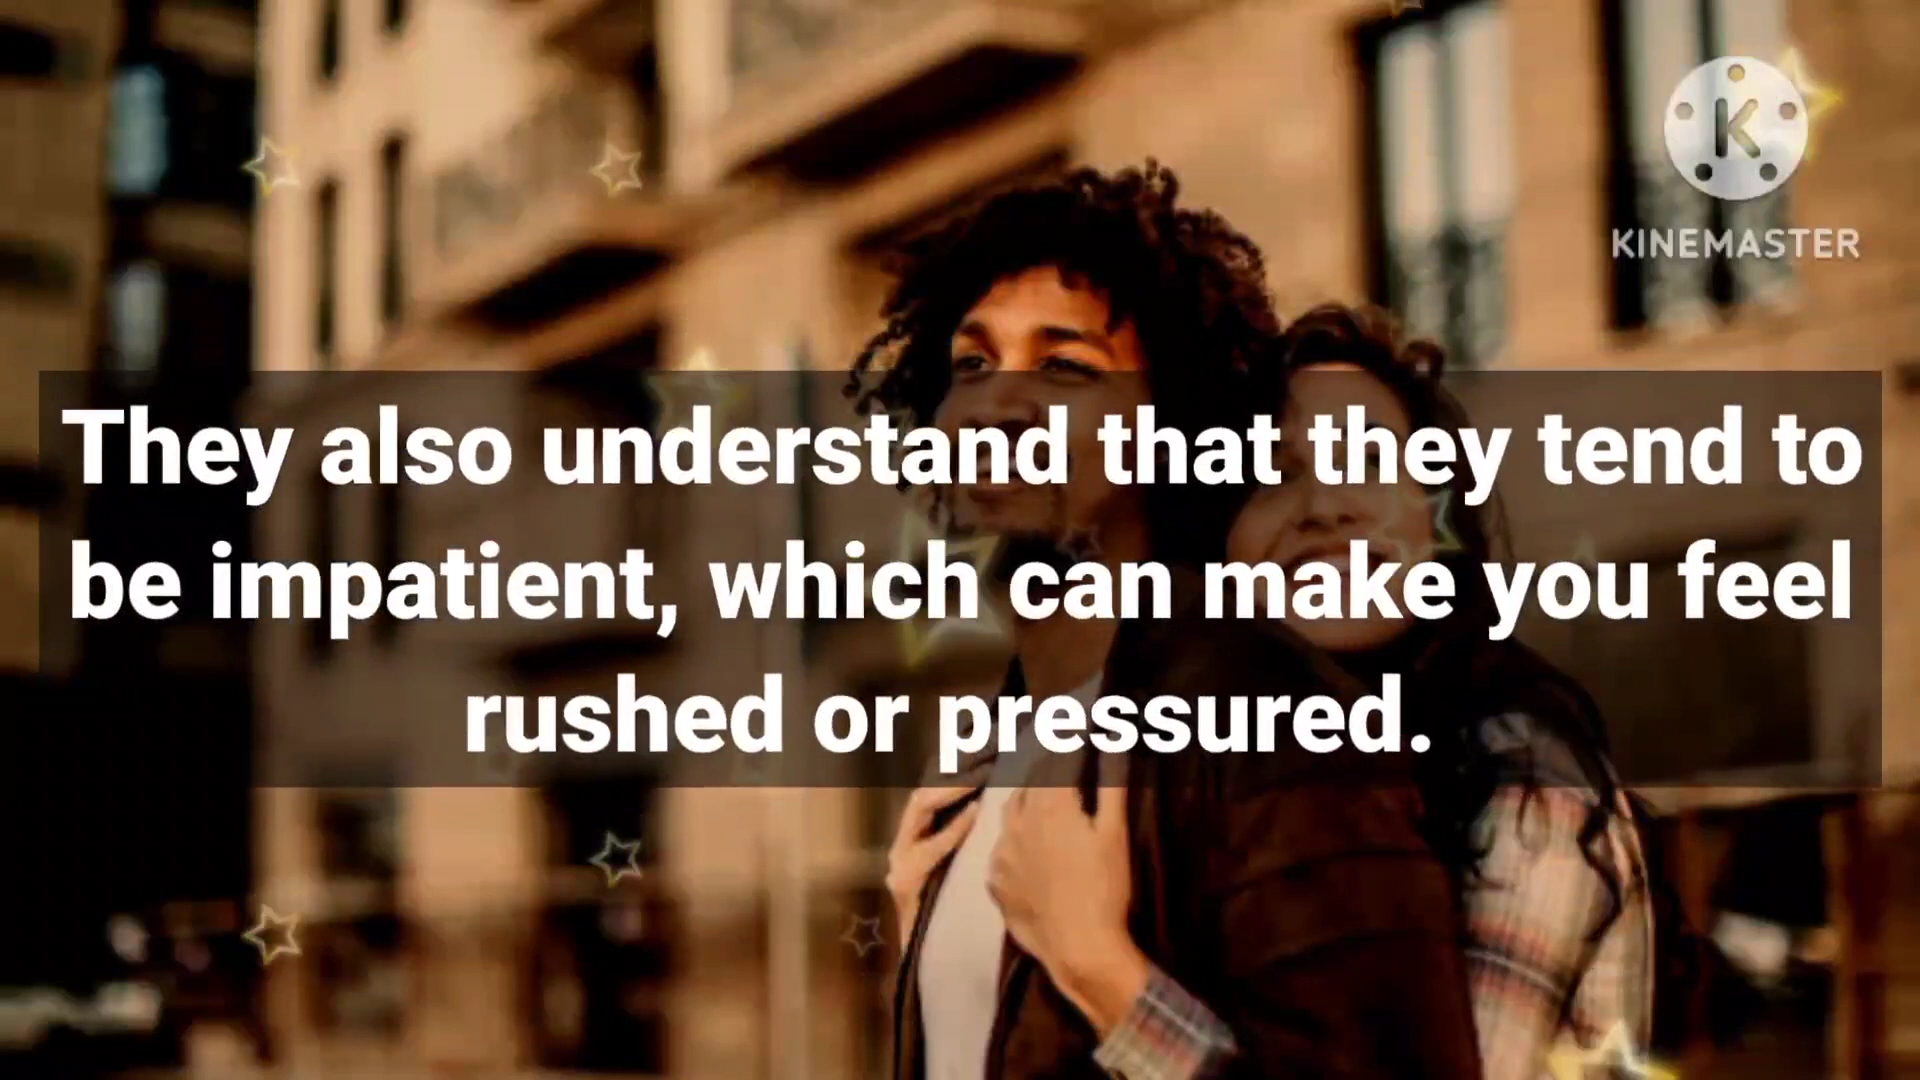 K
KINEMASTER
They also understand that they tend to
be impatient, which can make you feel
rushed or pressured.